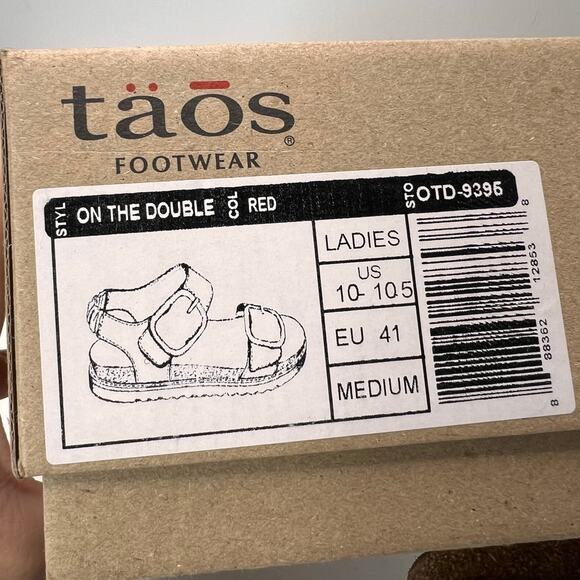 täōs®
FOOTWEAR
STYL ON THE DOUBLE COL RED STO OTD-9395
LADIES
US
10- 10.5
EU 41
MEDIUM
8 88362 12853 8